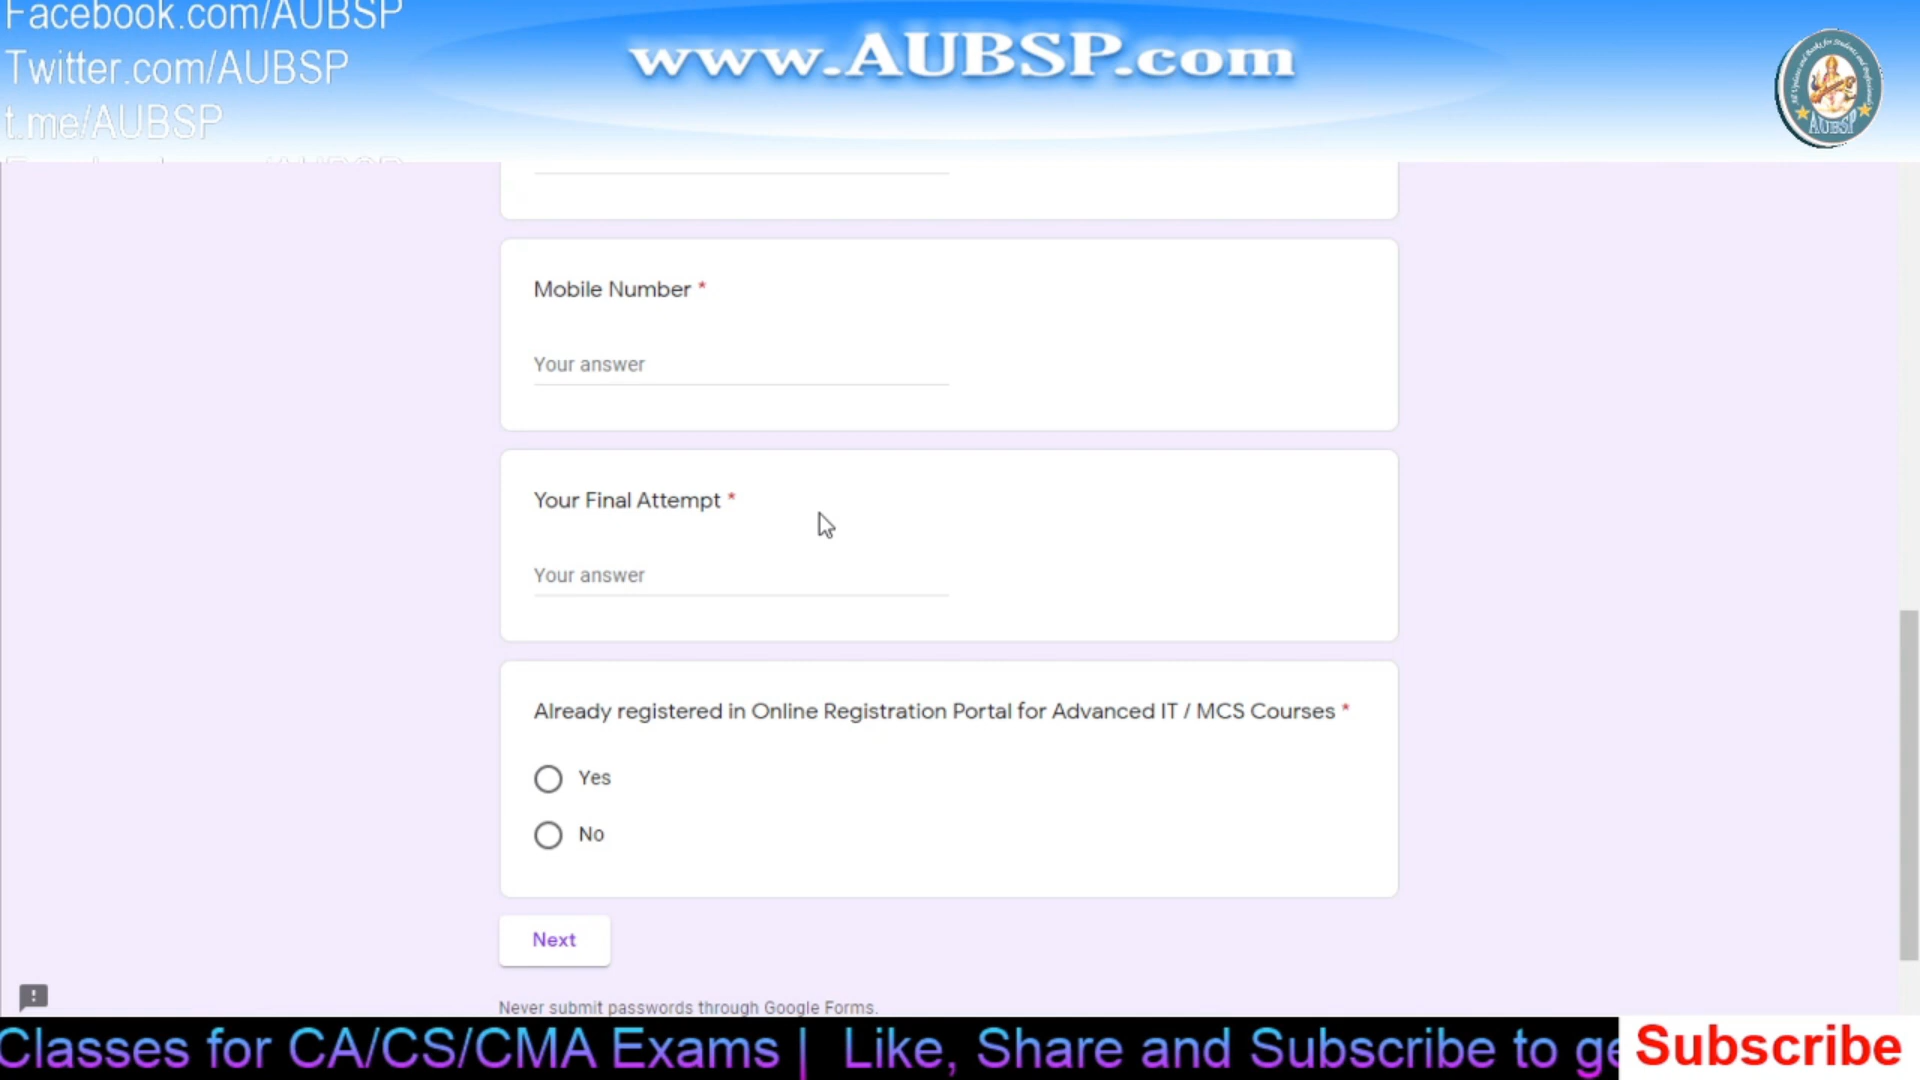 Facebook.com/AUBSP
Twitter.com/AUBSP
t.me/AUBSP
www.AUBSP.com
AUBSP
Mobile Number *
Your answer
Your Final Attempt *
Your answer
Already registered in Online Registration Portal for Advanced IT / MCS Courses *
Yes
No
Next
Never submit passwords through Google Forms.
Classes for CA/CS/CMA Exams | Like, Share and Subscribe to ge
Subscribe